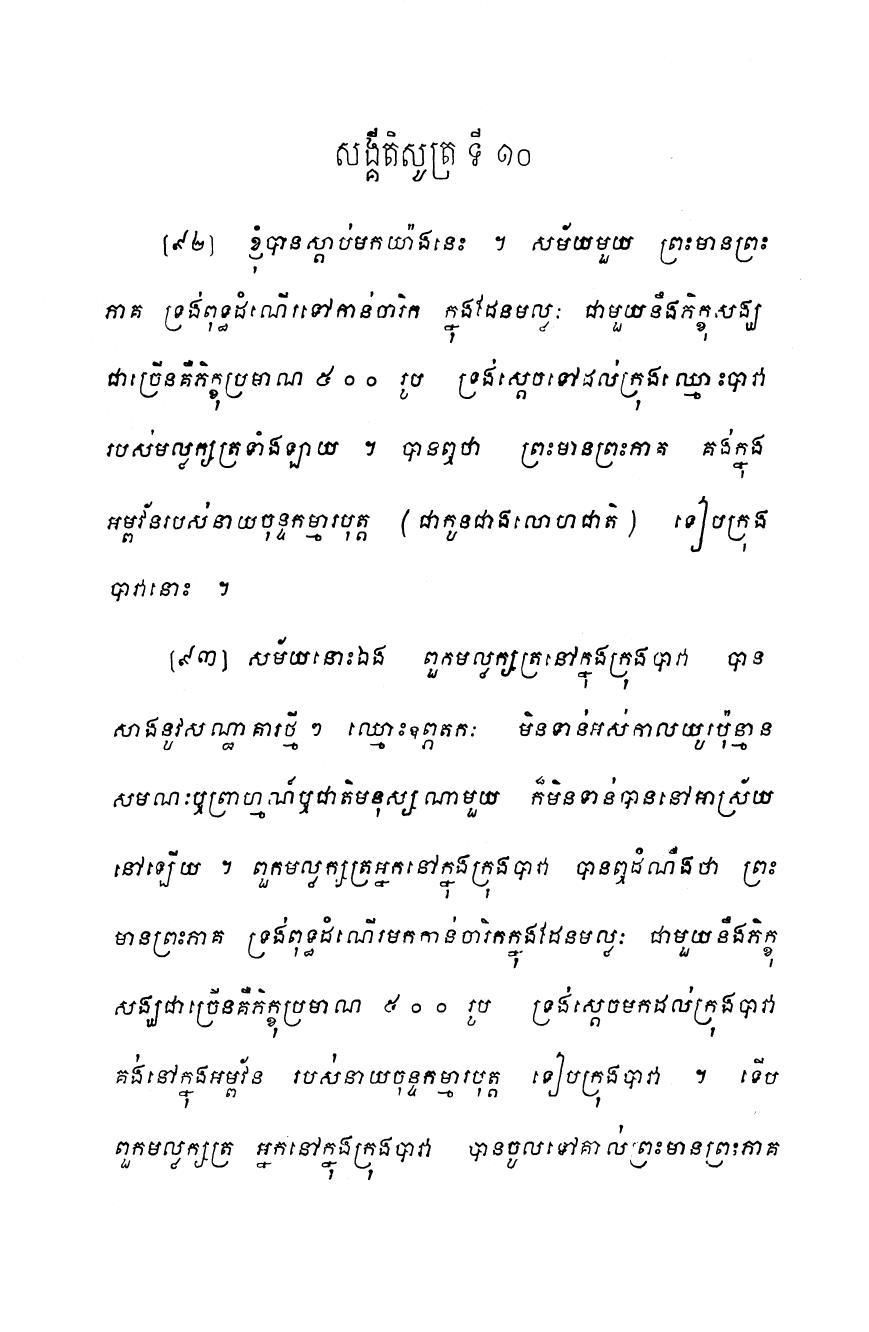 សង្គីតិសូត្រ ទី ១០
[៩២] ខ្ញុំបានស្តាប់មកយ៉ាងនេះ ។ សម័យមួយ ព្រះមានព្រះ
ភាគ ទ្រង់ពុទ្ធដំណើរទៅកាន់ចារិក ក្នុងដែនមល្លៈ ជាមួយនឹងភិក្ខុសង្ឃ
ជាច្រើនគឺភិក្ខុប្រមាណ ៥០០ រូប ទ្រង់ស្តេចទៅដល់ក្រុងឈ្មោះបាវា
របស់មល្លក្សត្រទាំងឡាយ ។ បានឮថា ព្រះមានព្រះភាគ គង់ក្នុង
អម្ពវ័នរបស់នាយចុន្ទកម្មារបុត្ត (ជាកូនជាងលោហជាតិ) ទៀបក្រុង
បាវានោះ ។
[៩៣] សម័យនោះឯង ពួកមល្លក្សត្រនៅក្នុងក្រុងបាវា បាន
សាងនូវសណ្ឋាគារថ្មីៗ ឈ្មោះឧព្ភតកៈ មិនទាន់អស់កាលយូរប៉ុន្មាន
សមណៈឬព្រាហ្មណ៍ឬជាតិមនុស្សណាមួយ ក៏មិនទាន់បាននៅអាស្រ័យ
នៅឡើយ ។ ពួកមល្លក្សត្រអ្នកនៅក្នុងក្រុងបាវា បានឮដំណឹងថា ព្រះ
មានព្រះភាគ ទ្រង់ពុទ្ធដំណើរមកកាន់ចារិកក្នុងដែនមល្លៈ ជាមួយនឹងភិក្ខុ
សង្ឃជាច្រើនគឺភិក្ខុប្រមាណ ៥០០ រូប ទ្រង់ស្តេចមកដល់ក្រុងបាវា
គង់នៅក្នុងអម្ពវ័ន របស់នាយចុន្ទកម្មារបុត្ត ទៀបក្រុងបាវា ។ ទើប
ពួកមល្លក្សត្រ អ្នកនៅក្នុងក្រុងបាវា បានចូលទៅគាល់ព្រះមានព្រះភាគ